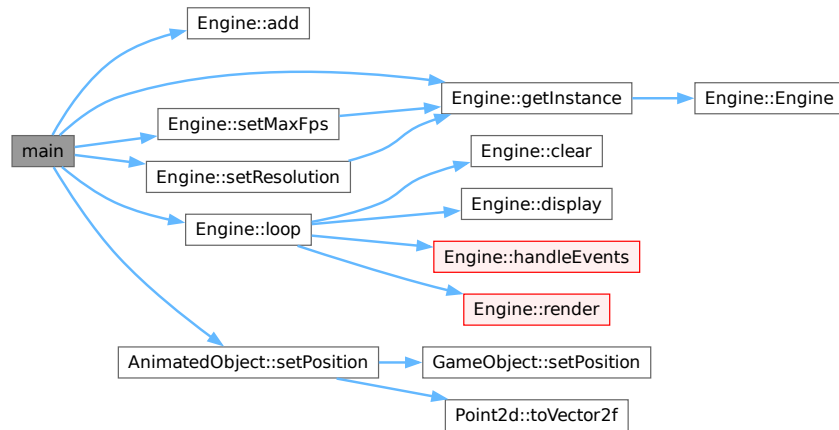 Engine::add
Engine::getInstance
Engine::Engine
Engine::setMaxFps
main
Engine::clear
Engine::setResolution
Engine::display
Engine::loop
Engine::handleEvents
Engine::render
AnimatedObject::setPosition
GameObject::setPosition
Point2d::toVector2f